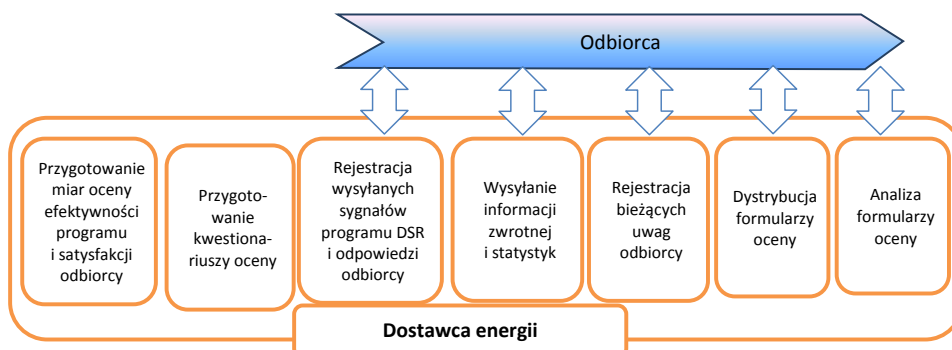 Odbiorca
Przygotowanie
miar oceny
efektywności
programu
i satysfakcji
odbiorcy
Przygoto-
wanie
kwestiona-
riuszy oceny
Rejestracja
wysyłanych
sygnałów
programu DSR
i odpowiedzi
odbiorcy
Wysyłanie
informacji
zwrotnej
i statystyk
Rejestracja
bieżących
uwag
odbiorcy
Dystrybucja
formularzy
oceny
Analiza
formularzy
oceny
Dostawca energii